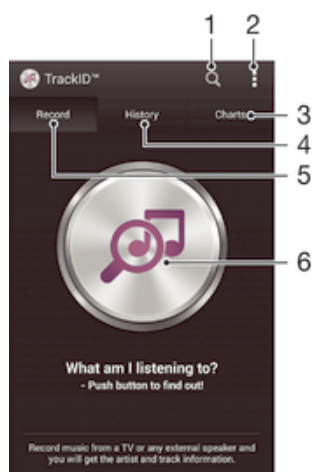 1 2
TrackID™
Record History Charts
3
4
5
6
What am I listening to?
- Push button to find out!
Record music from a TV or any external speaker and
you will get the artist and track information.